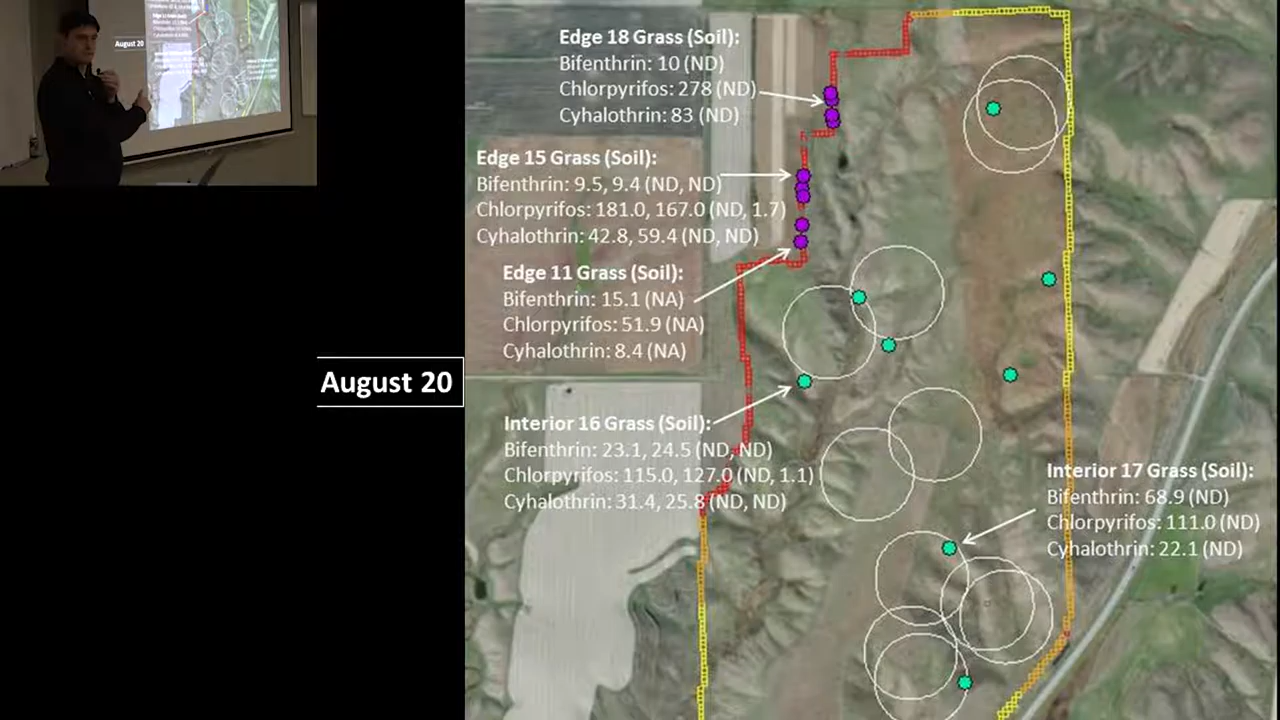 August 20
Edge 18 Grass (Soil):
Bifenthrin: 10 (ND)
Chlorpyrifos: 278 (ND)
Cyhalothrin: 83 (ND)
Edge 15 Grass (Soil):
Bifenthrin: 9.5, 9.4 (ND, ND)
Chlorpyrifos: 181.0, 167.0 (ND, 1.7)
Cyhalothrin: 42.8, 59.4 (ND, ND)
Edge 11 Grass (Soil):
Bifenthrin: 15.1 (NA)
Chlorpyrifos: 51.9 (NA)
Cyhalothrin: 8.4 (NA)
August 20
Interior 16 Grass (Soil):
Bifenthrin: 23.1, 24.5 (ND, ND)
Chlorpyrifos: 115.0, 127.0 (ND, 1.1)
Cyhalothrin: 31.4, 25.8 (ND, ND)
Interior 17 Grass (Soil):
Bifenthrin: 68.9 (ND)
Chlorpyrifos: 111.0 (ND)
Cyhalothrin: 22.1 (ND)